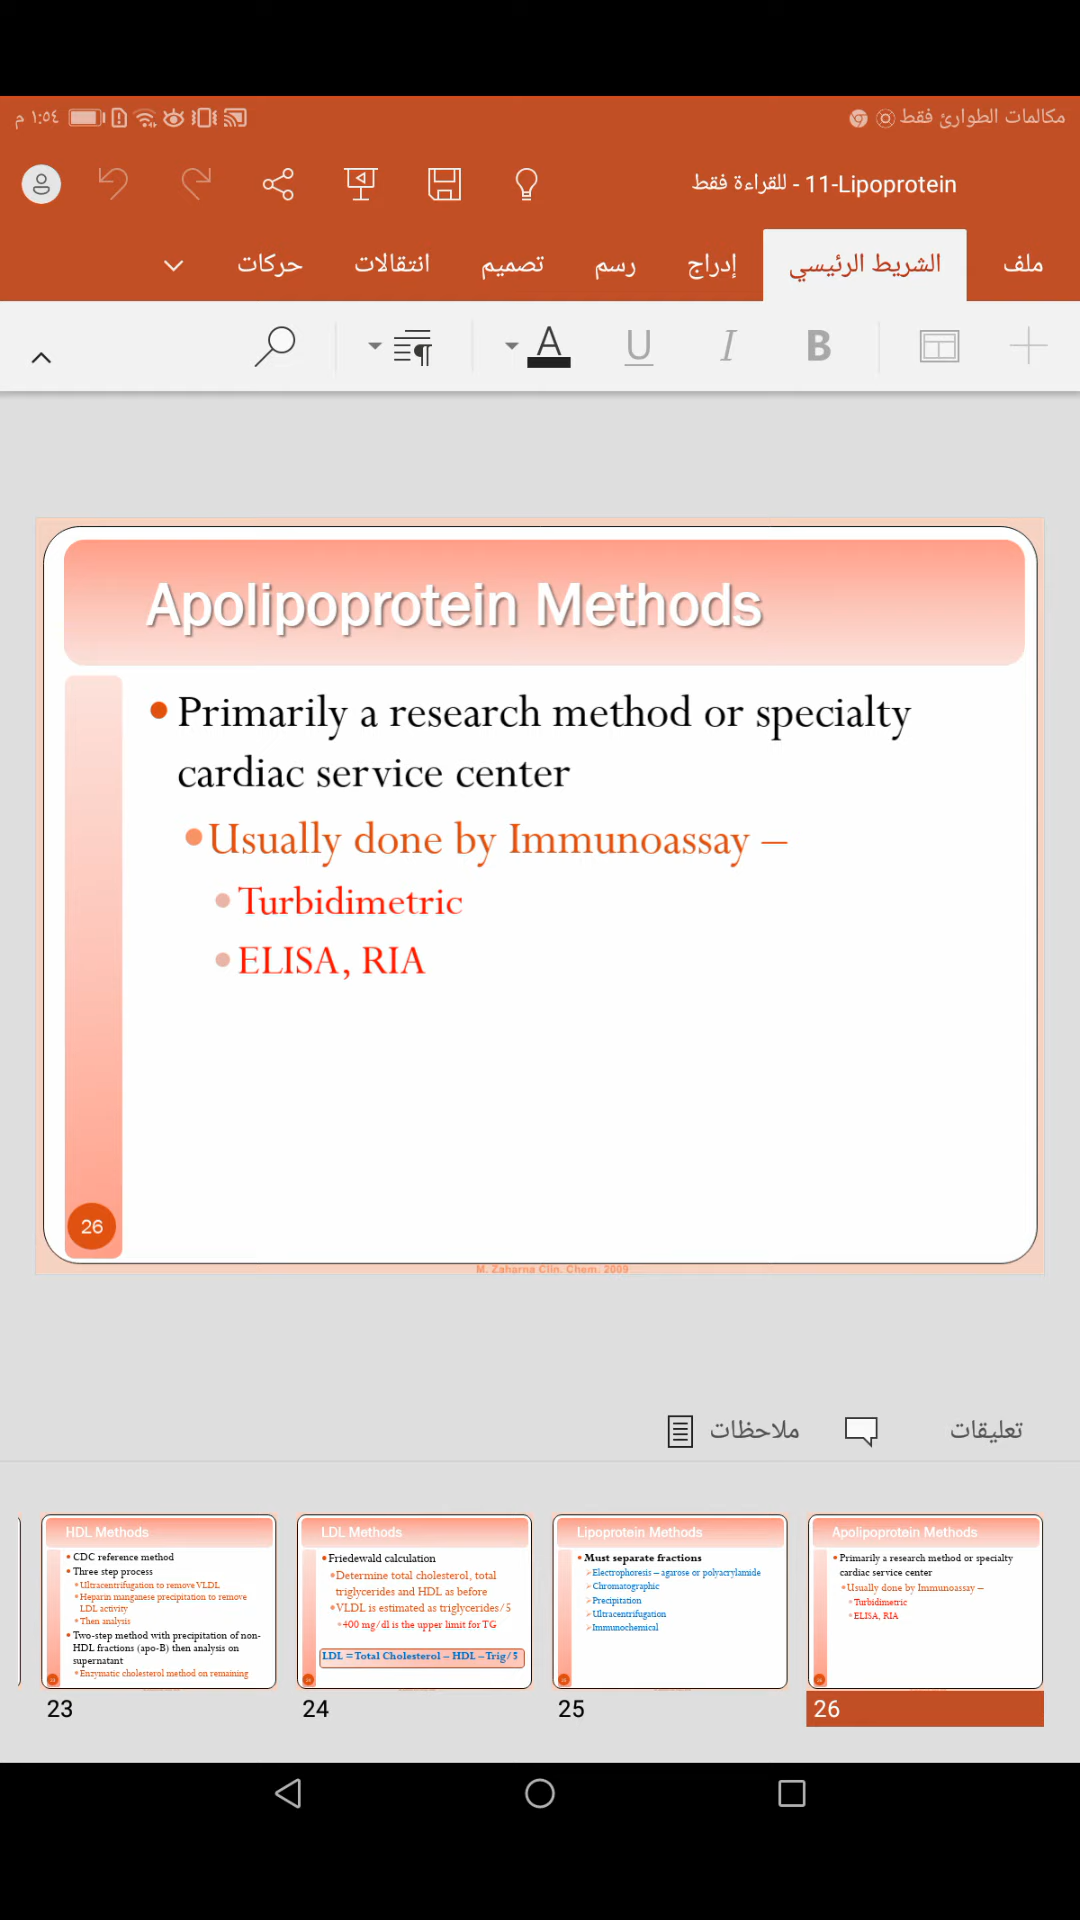 مكالمات الطوارئ فقط
١:٥٤ م
11-Lipoprotein - للقراءة فقط
ملف
الشريط الرئيسي
إدراج
رسم
تصميم
انتقالات
حركات
A
U
I
B
Apolipoprotein Methods
Primarily a research method or specialty
cardiac service center
Usually done by Immunoassay –
Turbidimetric
ELISA, RIA
26
M. Zaharna Clin. Chem. 2009
تعليقات
ملاحظات
HDL Methods
CDC reference method
Three step process
Ultracentrifugation to remove VLDL
Heparin manganese precipitation to remove
LDL activity
Then analysis
Two-step method with precipitation of non-
HDL fractions (apo-B) then analysis on
supernatant
Enzymatic cholesterol method on remaining
23
LDL Methods
Friedewald calculation
Determine total cholesterol, total
triglycerides and HDL as before
VLDL is estimated as triglycerides/5
400 mg/dl is the upper limit for TG
LDL = Total Cholesterol – HDL – Trig/5
24
Lipoprotein Methods
Must separate fractions
Electrophoresis – agarose or polyacrylamide
Chromatographic
Precipitation
Ultracentrifugation
Immunochemical
25
Apolipoprotein Methods
Primarily a research method or specialty
cardiac service center
Usually done by Immunoassay –
Turbidimetric
ELISA, RIA
26